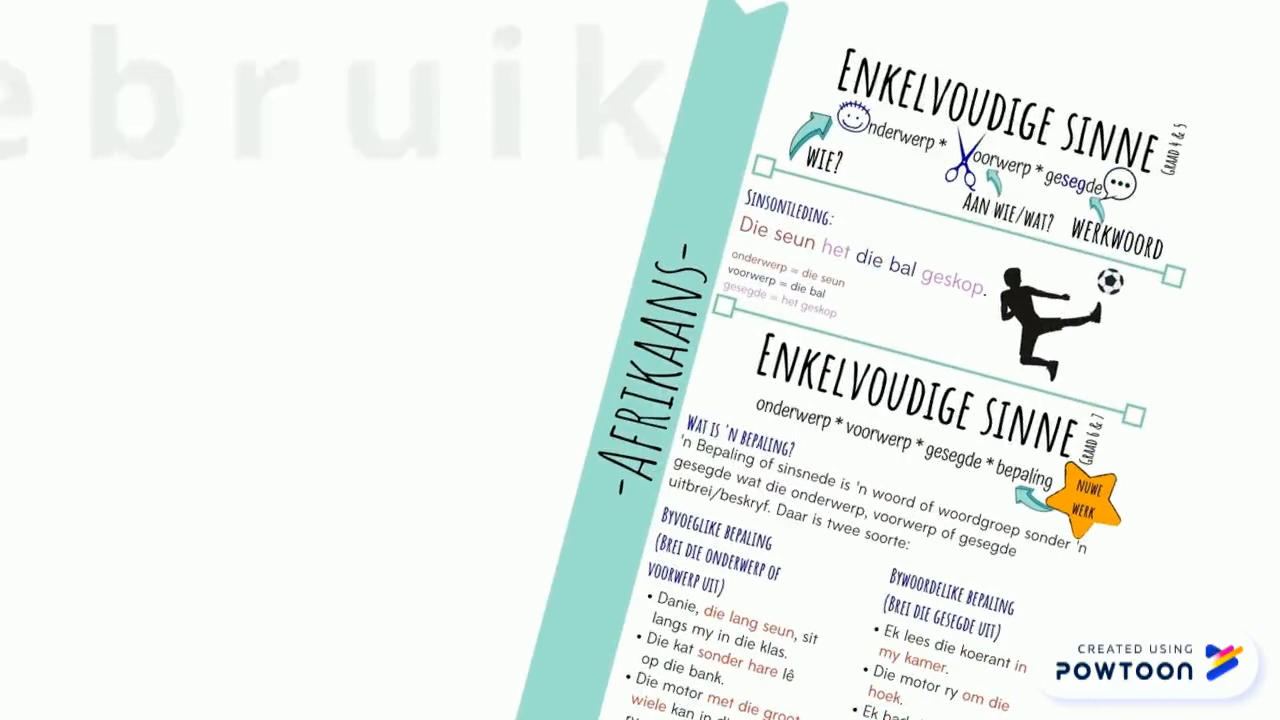 ebruik
-AFRIKAANS-
ENKELVOUDIGE SINNE
GRAAD 4 & 5
nderwerp * oorwerp * gesegde
WIE?
AAN WIE/WAT?
WERKWOORD
SINSONTLEDING:
Die seun het die bal geskop.
onderwerp = die seun
voorwerp = die bal
gesegde = het geskop
ENKELVOUDIGE SINNE
GRAAD 6 & 7
onderwerp * voorwerp * gesegde * bepaling
NUWE
WERK
WAT IS 'N BEPALING?
'n Bepaling of sinsnede is 'n woord of woordgroep sonder 'n
gesegde wat die onderwerp, voorwerp of gesegde
uitbrei/beskryf. Daar is twee soorte:
BYVOEGLIKE BEPALING
(BREI DIE ONDERWERP OF
VOORWERP UIT)
• Danie, die lang seun, sit
langs my in die klas.
• Die kat sonder hare lê
op die bank.
• Die motor met die groot
wiele kan in di
BYWOORDELIKE BEPALING
(BREI DIE GESEGDE UIT)
• Ek lees die koerant in
my kamer.
• Die motor ry om die
hoek.
• Ek
CREATED USING
POWTOON